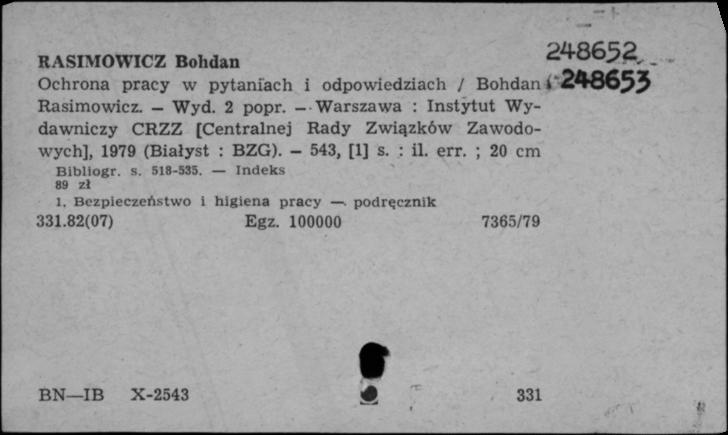 248652
RASIMOWICZ Bohdan
Ochrona pracy w pytaniach i odpowiedziach / Bohdan 248653
Rasimowicz. — Wyd. 2 popr. — Warszawa : Instytut Wy-
dawniczy CRZZ [Centralnej Rady Związków Zawodo-
wych], 1979 (Białyst : BZG). — 543, [1] s. : il. err. ; 20 cm
Bibliogr. s. 518-535. — Indeks
89 zł
1. Bezpieczeństwo i higiena pracy — podręcznik
331.82(07) Egz. 100000 7365/79
BN—IB X-2543 331